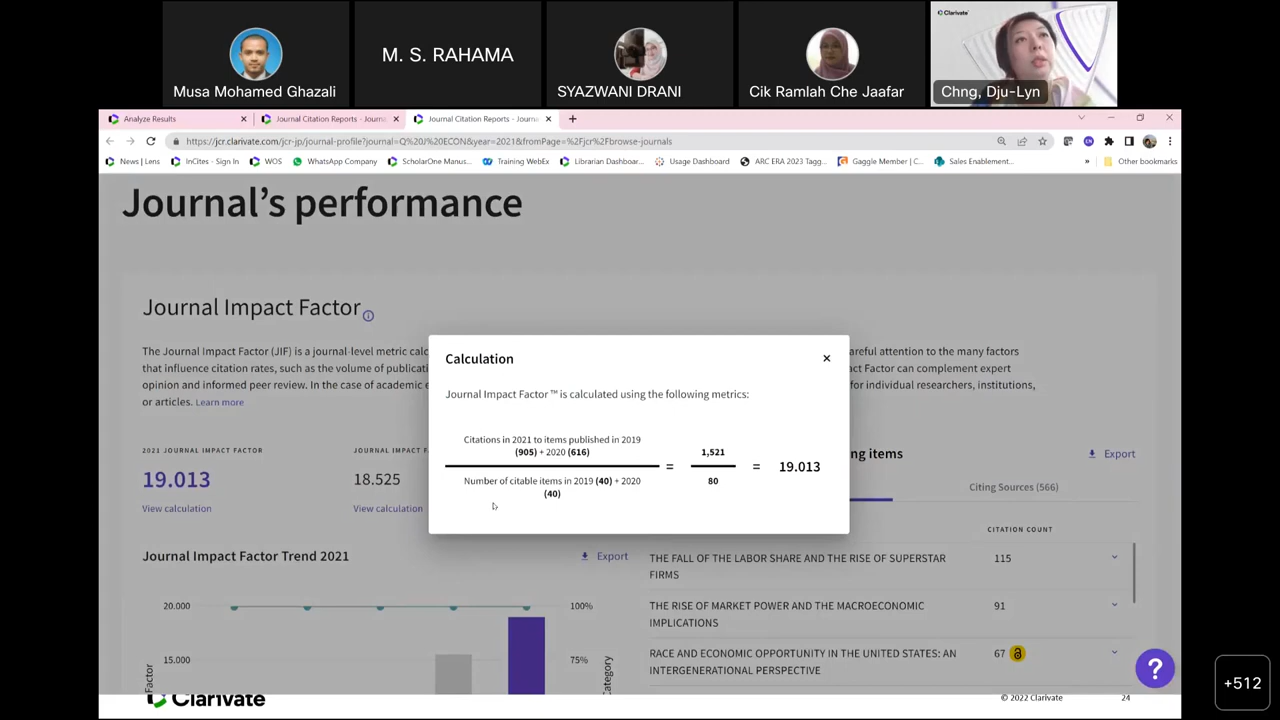 Musa Mohamed Ghazali
M. S. RAHAMA
SYAZWANI DRANI
Cik Ramlah Che Jaafar
Clarivate
Chng, Dju-Lyn
Analyze Results
Journal Citation Reports - Journa
Journal Citation Reports - Journa
https://jcr.clarivate.com/jcr-jp/journal-profile?journal=Q%20J%20ECON&year=2021&fromPage=%2Fjcr%2Fbrowse-journals
News | Lens
InCites - Sign In
WOS
WhatsApp Company
ScholarOne Manus...
Training WebEx
Librarian Dashboar...
Usage Dashboard
ARC ERA 2023 Tagg...
Gaggle Member | C...
Sales Enablement...
Other bookmarks
Journal's performance
Journal Impact Factor
The Journal Impact Factor (JIF) is a journal-level metric calc
areful attention to the many factors
that influence citation rates, such as the volume of publicati
act Factor can complement expert
opinion and informed peer review. In the case of academic e
for individual researchers, institutions,
or articles. Learn more
2021 JOURNAL IMPACT FACTOR
19.013
View calculation
JOURNAL IMPACT FACTOR
18.525
View calculation
Calculation
Journal Impact Factor ™ is calculated using the following metrics:
Citations in 2021 to items published in 2019
(905) + 2020 (616)
Number of citable items in 2019 (40) + 2020
(40)
=
1,521
80
=
19.013
ng items
Export
Citing Sources (566)
CITATION COUNT
THE FALL OF THE LABOR SHARE AND THE RISE OF SUPERSTAR
FIRMS
115
THE RISE OF MARKET POWER AND THE MACROECONOMIC
IMPLICATIONS
91
RACE AND ECONOMIC OPPORTUNITY IN THE UNITED STATES: AN
INTERGENERATIONAL PERSPECTIVE
67
Journal Impact Factor Trend 2021
Export
20.000
100%
15.000
75%
Factor
Category
?
Clarivate
© 2022 Clarivate
24
+512